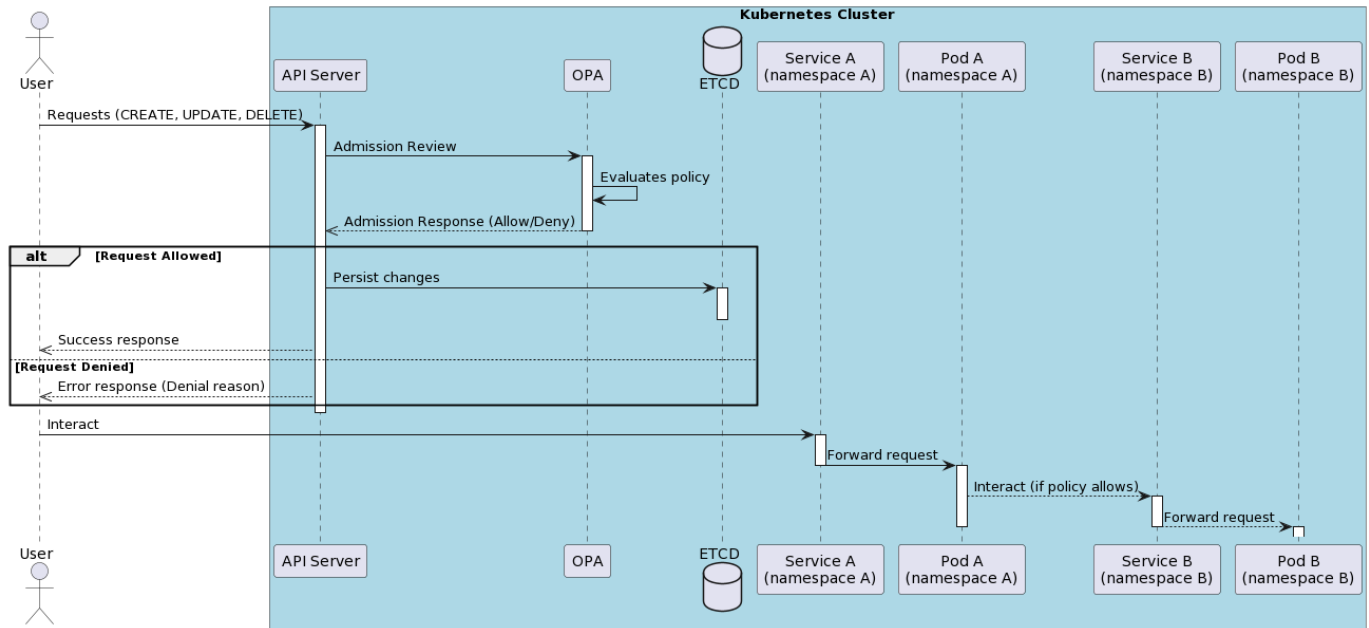 Kubernetes Cluster
User
API Server
OPA
ETCD
Service A
(namespace A)
Pod A
(namespace A)
Service B
(namespace B)
Pod B
(namespace B)
Requests (CREATE, UPDATE, DELETE)
Admission Review
Evaluates policy
Admission Response (Allow/Deny)
alt
[Request Allowed]
Persist changes
Success response
[Request Denied]
Error response (Denial reason)
Interact
Forward request
Interact (if policy allows)
Forward request
User
API Server
OPA
ETCD
Service A
(namespace A)
Pod A
(namespace A)
Service B
(namespace B)
Pod B
(namespace B)